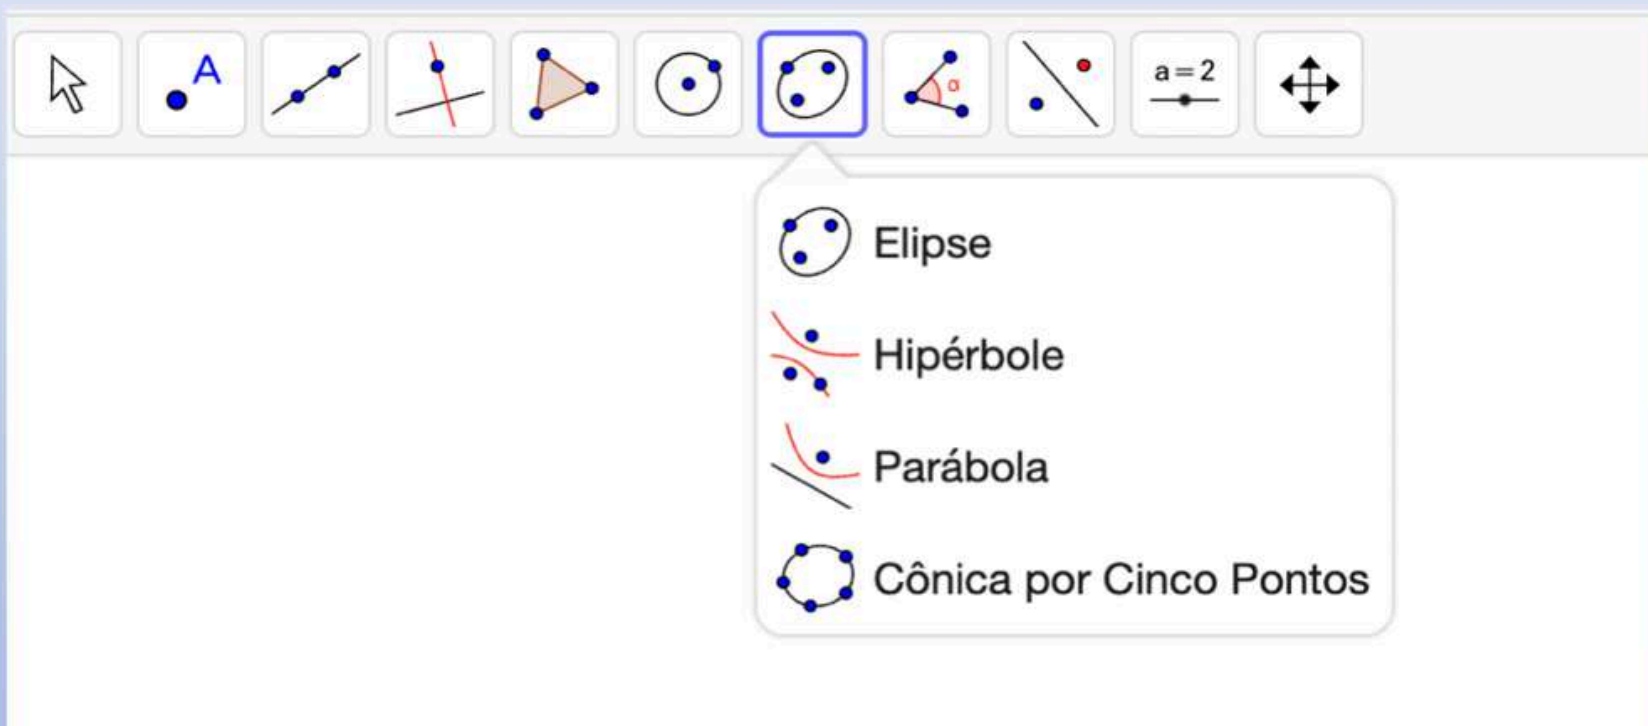 A
α
a = 2
Elipse
Hipérbole
Parábola
Cônica por Cinco Pontos